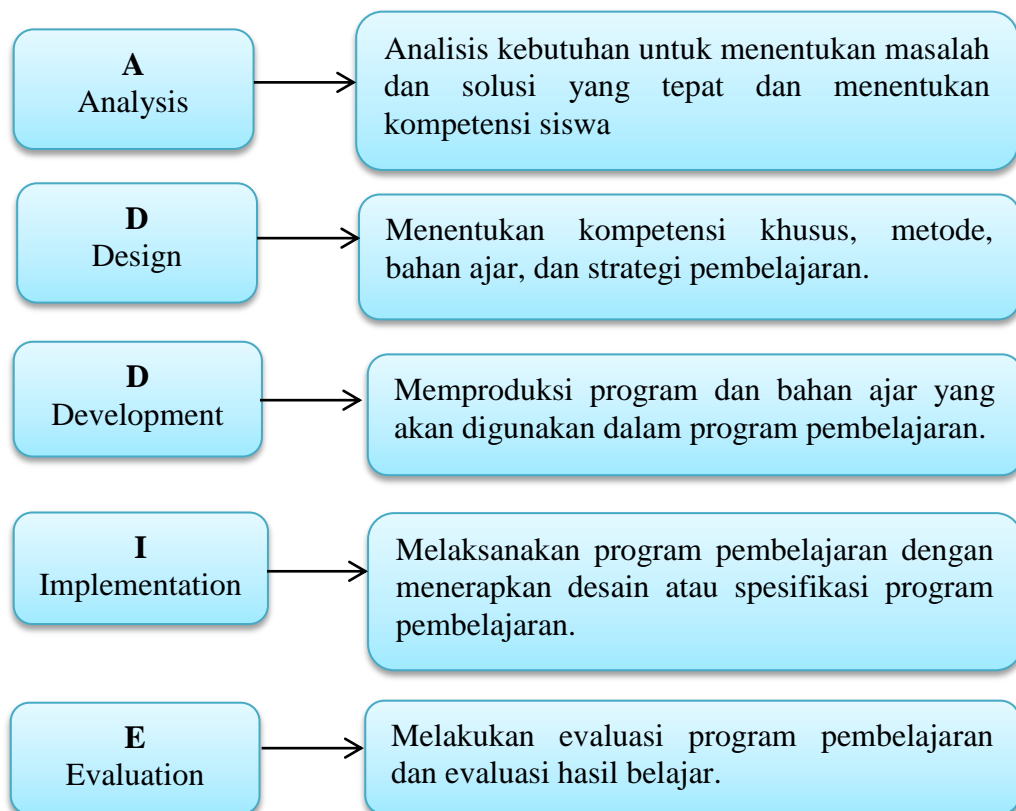 A
Analysis
Analisis kebutuhan untuk menentukan masalah
dan solusi yang tepat dan menentukan
kompetensi siswa
D
Design
Menentukan kompetensi khusus, metode,
bahan ajar, dan strategi pembelajaran.
D
Development
Memproduksi program dan bahan ajar yang
akan digunakan dalam program pembelajaran.
I
Implementation
Melaksanakan program pembelajaran dengan
menerapkan desain atau spesifikasi program
pembelajaran.
E
Evaluation
Melakukan evaluasi program pembelajaran
dan evaluasi hasil belajar.